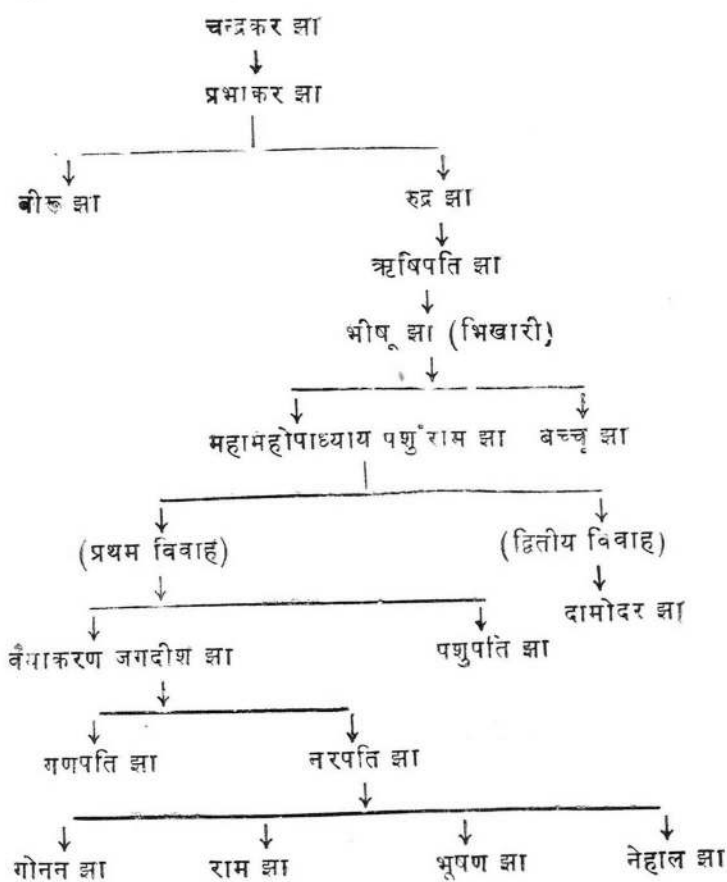 चन्द्रकर झा
प्रभाकर झा
बीरू झा रुद्र झा
ऋषिपति झा
भीषू झा (भिखारी)
महामहोपाध्याय पर्शुराम झा बच्चू झा
(प्रथम विवाह) (द्वितीय विवाह)
दामोदर झा
वैयाकरण जगदीश झा पशुपति झा
गणपति झा नरपति झा
गोनन झा राम झा भूषण झा नेहाल झा